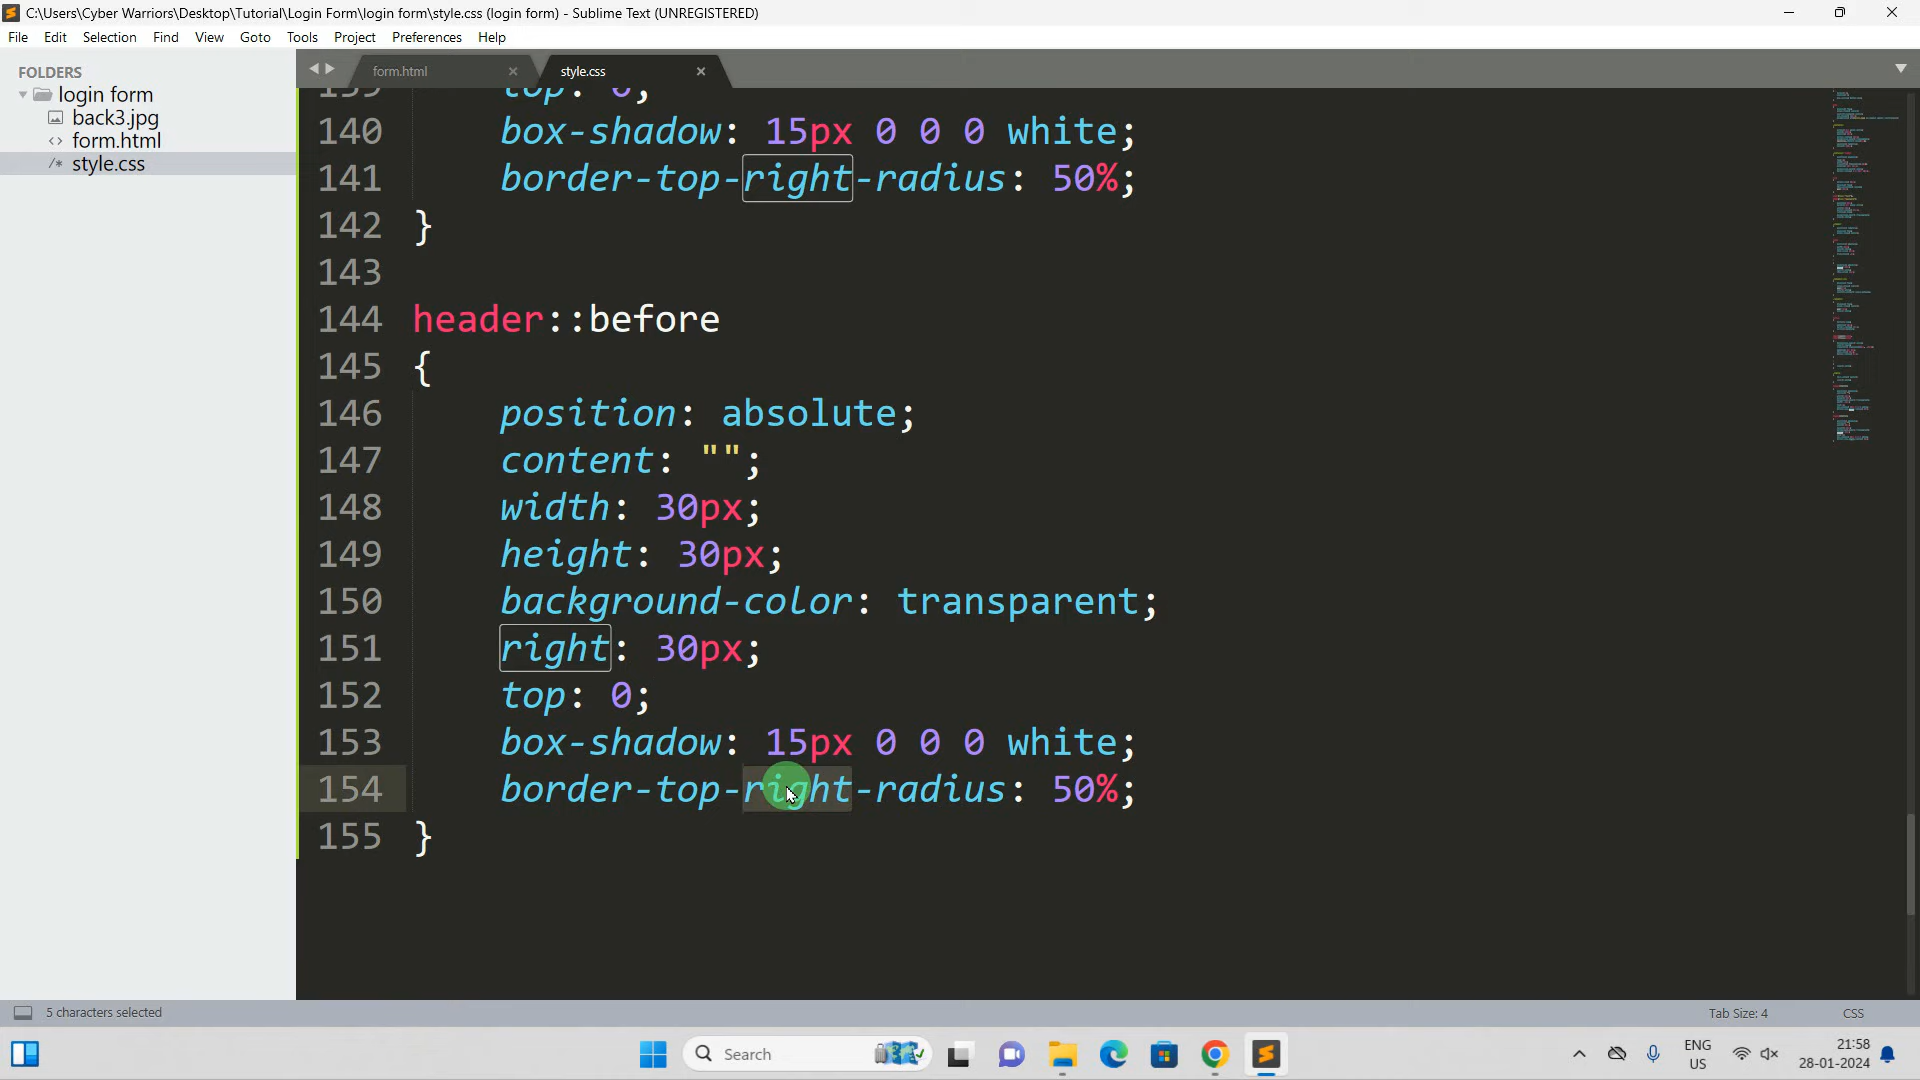 C:\Users\Cyber Warriors\Desktop\Tutorial\Login Form\login form\style.css (login form) - Sublime Text (UNREGISTERED)
File Edit Selection Find View Goto Tools Project Preferences Help
FOLDERS
login form
back3.jpg
form.html
style.css
form.html
style.css
139 top: 0;
140 box-shadow: 15px 0 0 0 white;
141 border-top-right-radius: 50%;
142 }
143
144 header::before
145 {
146 position: absolute;
147 content: "";
148 width: 30px;
149 height: 30px;
150 background-color: transparent;
151 right: 30px;
152 top: 0;
153 box-shadow: 15px 0 0 0 white;
154 border-top-right-radius: 50%;
155 }
5 characters selected
Tab Size: 4
CSS
Search
ENG
US
21:58
28-01-2024